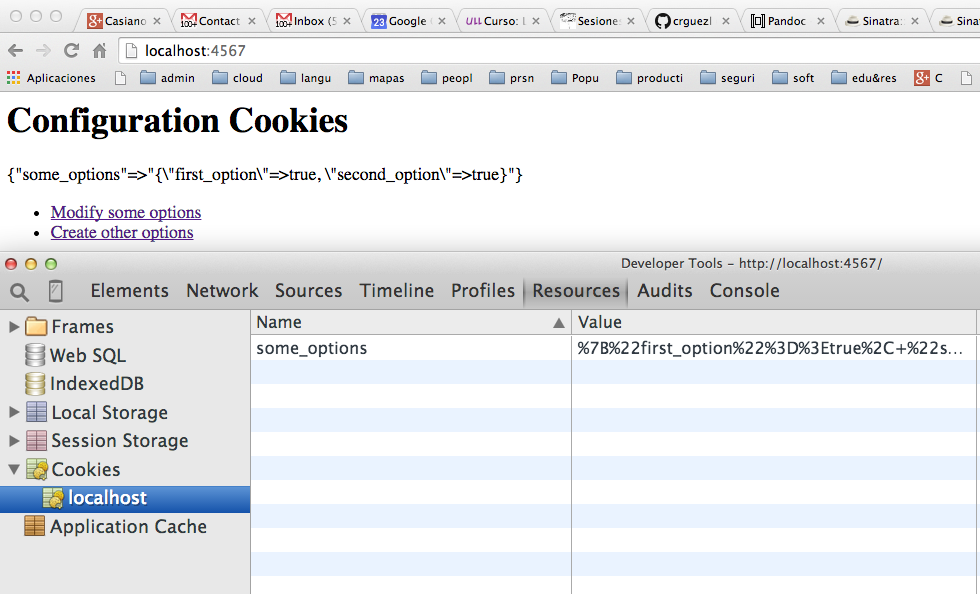 Casiano Contact Inbox (5 Google ULL Curso: L Sesiones crguezl Pandoc Sinatra: Sina
localhost:4567
Aplicaciones admin cloud langu mapas peopl prsn Popu producti seguri soft edu&res C
Configuration Cookies
{"some_options"=>"{\"first_option\"=>true, \"second_option\"=>true}"}
Modify some options
Create other options
Developer Tools - http://localhost:4567/
Elements Network Sources Timeline Profiles Resources Audits Console
Frames
Web SQL
IndexedDB
Local Storage
Session Storage
Cookies
localhost
Application Cache
Name Value
some_options %7B%22first_option%22%3D%3Etrue%2C+%22s...